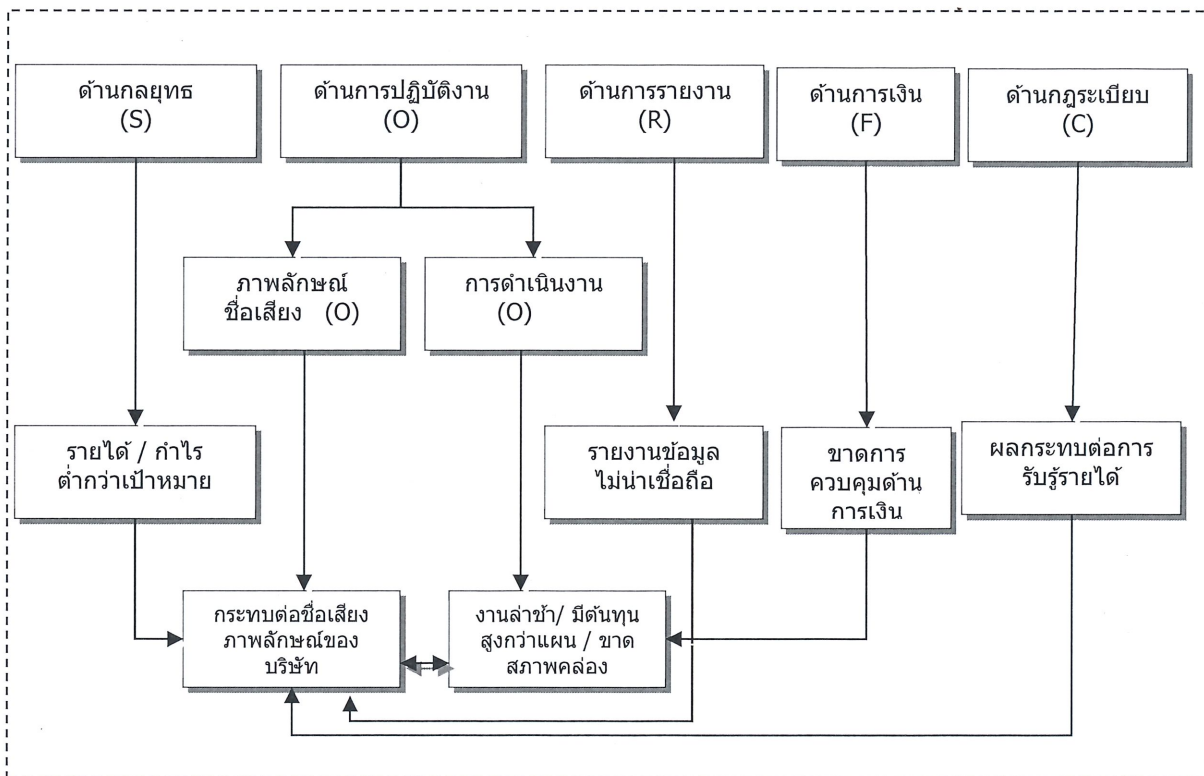 ด้านกลยุทธ
(S)
ด้านการปฏิบัติงาน
(O)
ด้านการรายงาน
(R)
ด้านการเงิน
(F)
ด้านกฎระเบียบ
(C)
ภาพลักษณ์
ชื่อเสียง (O)
การดำเนินงาน
(O)
รายได้ / กำไร
ต่ำกว่าเป้าหมาย
รายงานข้อมูล
ไม่น่าเชื่อถือ
ขาดการ
ควบคุมด้าน
การเงิน
ผลกระทบต่อการ
รับรู้รายได้
กระทบต่อชื่อเสียง
ภาพลักษณ์ของ
บริษัท
งานล่าช้า/ มีต้นทุน
สูงกว่าแผน / ขาด
สภาพคล่อง